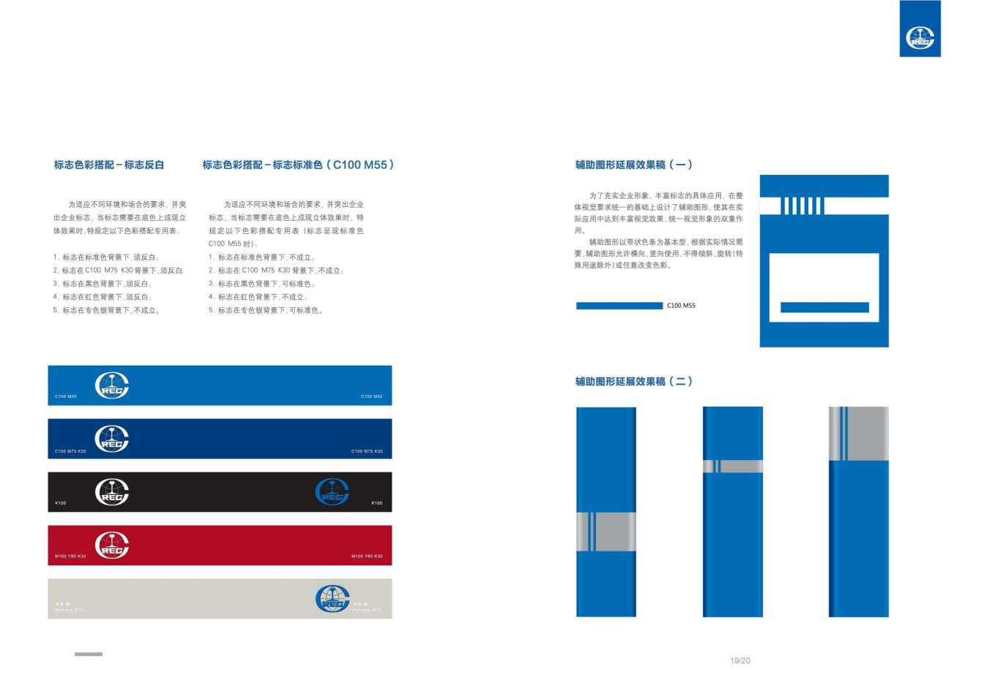 CREG
标志色彩搭配－标志反白
为适应不同环境和场合的要求，并突
出企业标志，当标志需要在底色上成现立
体效果时，特规定以下色彩搭配专用表：
1．标志在标准色背景下，须反白；
2．标志在C100 M75 K30背景下，须反白
3．标志在黑色背景下，须反白；
4．标志在红色背景下，须反白；
5．标志在专色银背景下，不成立。
标志色彩搭配－标志标准色（C100 M55）
为适应不同环境和场合的要求，并突出企业
标志，当标志需要在底色上成现立体效果时，特
规定以下色彩搭配专用表（标志呈现标准色
C100 M55时）：
1．标志在标准色背景下，不成立；
2．标志在C100 M75 K30背景下，不成立；
3．标志在黑色背景下，可标准色；
4．标志在红色背景下，不成立；
5．标志在专色银背景下，可标准色。
CREG
C100 M55
C100 M55
CREG
C100 M75 K30
C100 M75 K30
CREG
CREG
K100
K100
CREG
M100 Y80 K30
M100 Y80 K30
CREG
专色 银
Pantone 877c
专色 银
Pantone 877c
辅助图形延展效果稿（一）
为了充实企业形象，丰富标志的具体应用，在整
体视觉要求统一的基础上设计了辅助图形，使其在实
际应用中达到丰富视觉效果，统一视觉形象的双重作
用。
辅助图形以带状色条为基本型，根据实际情况需
要，辅助图形允许横向，竖向使用，不得倾斜，旋转（特
殊用途除外）或任意改变色彩。
C100 M55
辅助图形延展效果稿（二）
19/20